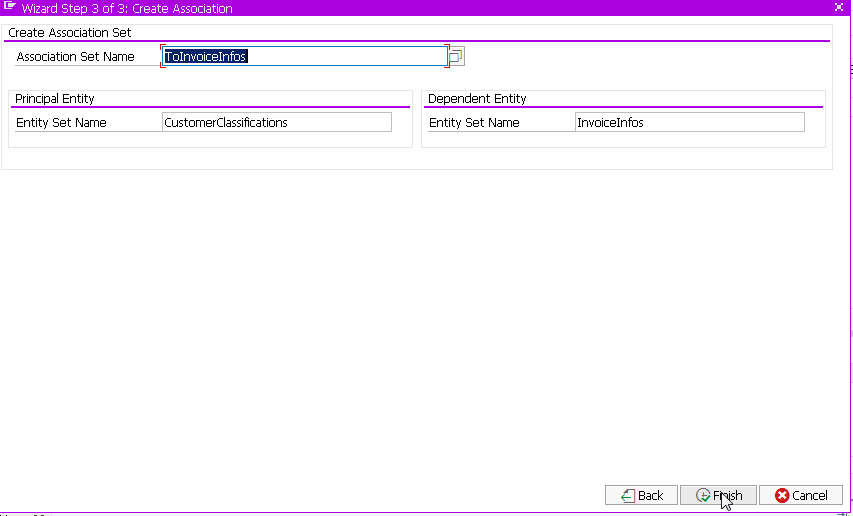 Wizard Step 3 of 3: Create Association
Create Association Set
Association Set Name ToInvoiceInfos
Principal Entity
Entity Set Name CustomerClassifications
Dependent Entity
Entity Set Name InvoiceInfos
Back Finish Cancel